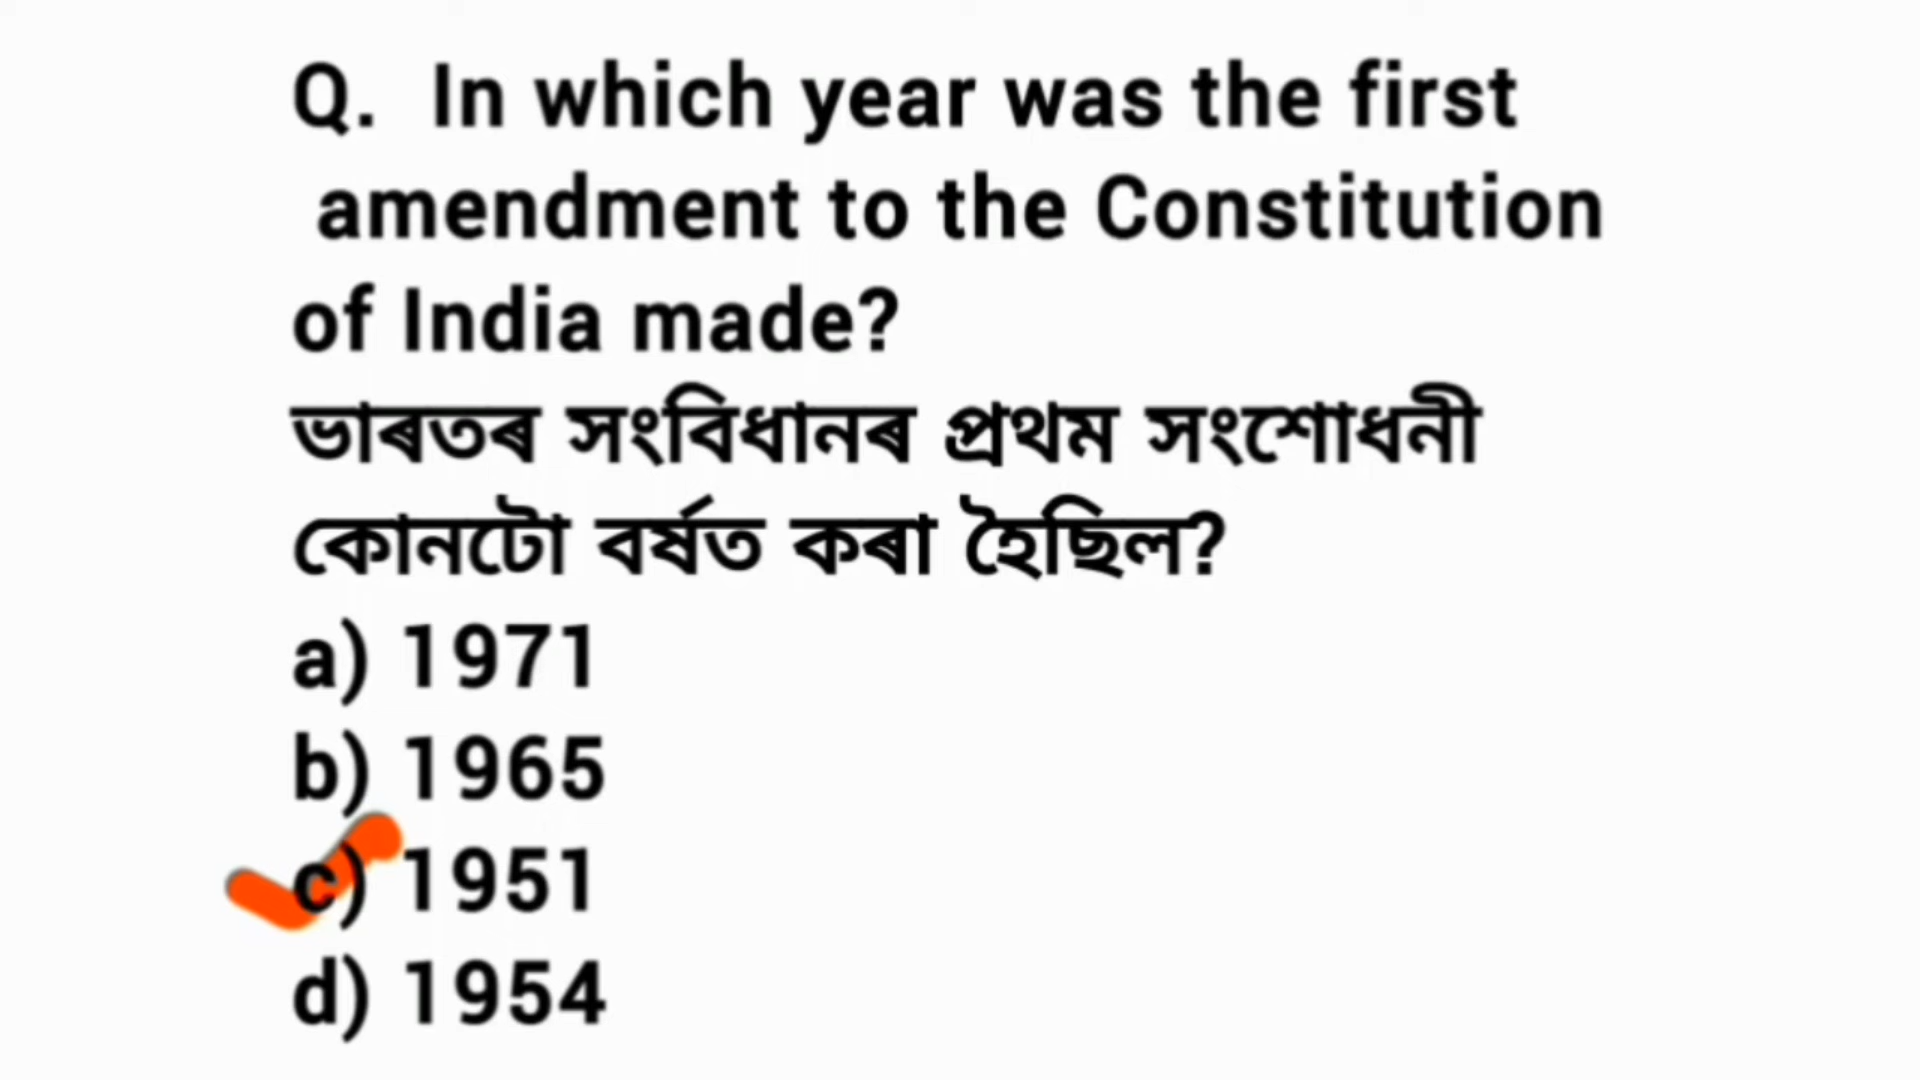 Q. In which year was the first
amendment to the Constitution
of India made?
ভাৰতৰ সংবিধানৰ প্ৰথম সংশোধনী
কোনটো বৰ্ষত কৰা হৈছিল?
a) 1971
b) 1965
c) 1951
d) 1954